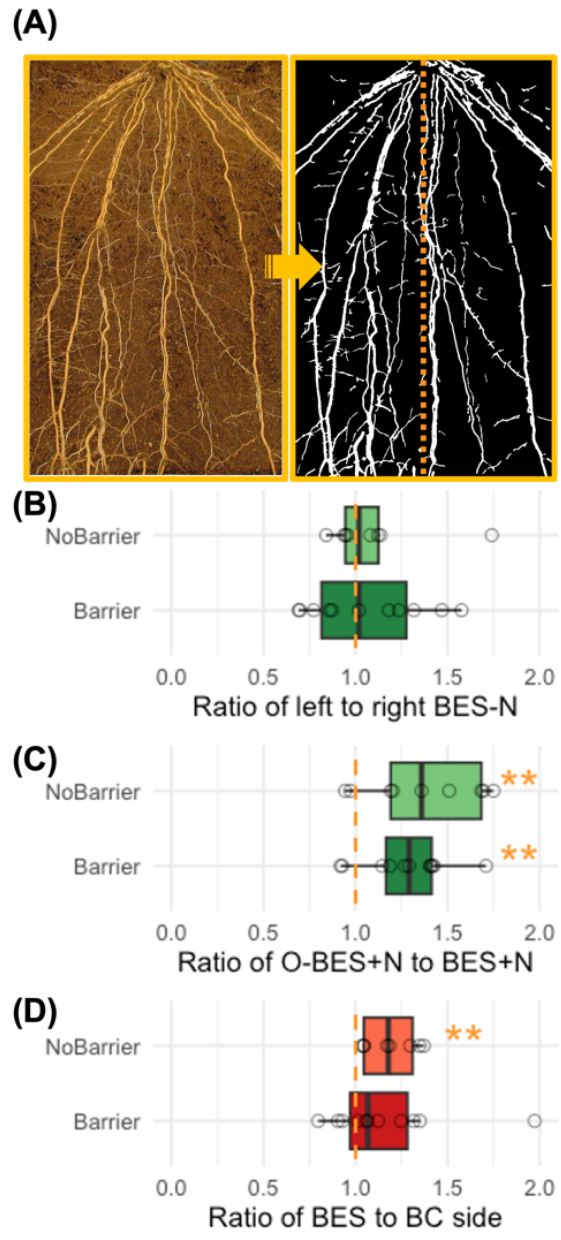 (A)
(B)
NoBarrier
Barrier
0.0 0.5 1.0 1.5 2.0
Ratio of left to right BES-N
(C)
NoBarrier **
Barrier **
0.0 0.5 1.0 1.5 2.0
Ratio of O-BES+N to BES+N
(D)
NoBarrier **
Barrier
0.0 0.5 1.0 1.5 2.0
Ratio of BES to BC side